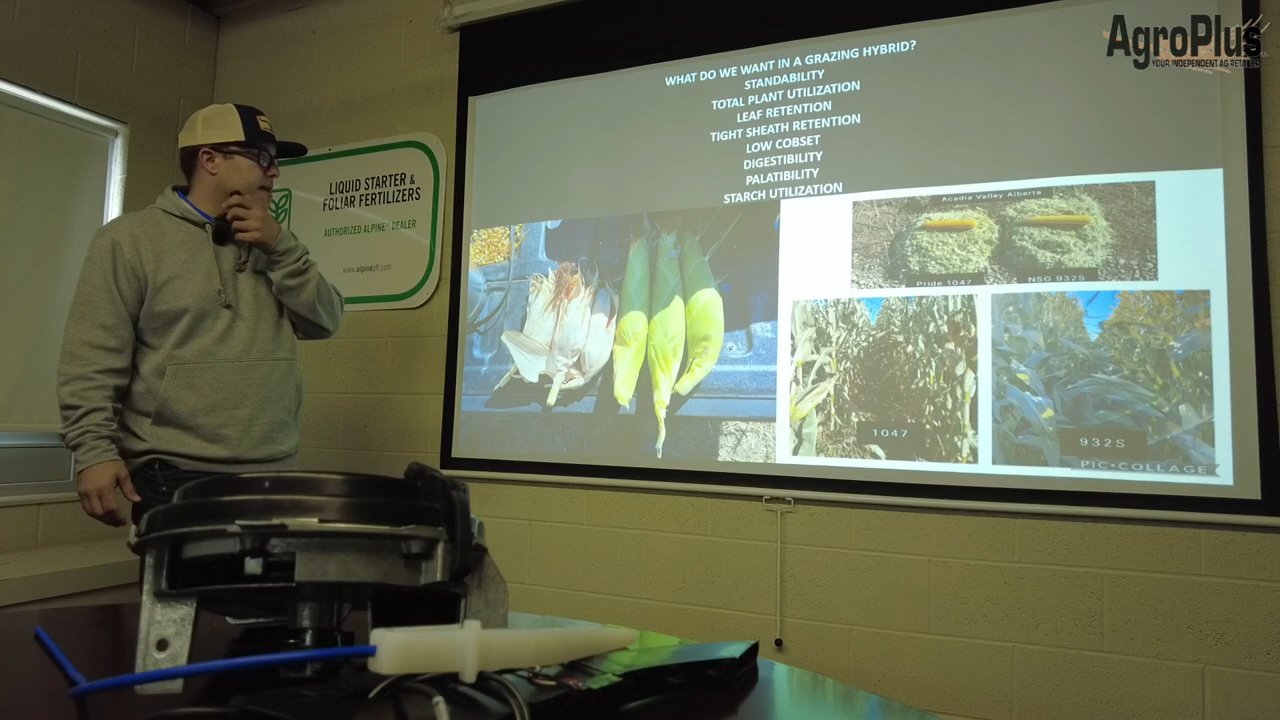 AgroPlus
YOUR INDEPENDENT AG RETAILER
WHAT DO WE WANT IN A GRAZING HYBRID?
STANDABILITY
TOTAL PLANT UTILIZATION
LEAF RETENTION
TIGHT SHEATH RETENTION
LOW COBSET
DIGESTIBILITY
PALATIBILITY
STARCH UTILIZATION
Acadia Valley Alberta
Pride 1047
NSG 932S
1047
932S
PIC•COLLAGE
LIQUID STARTER &
FOLIAR FERTILIZERS
AUTHORIZED ALPINE® DEALER
www.alpinepfl.com